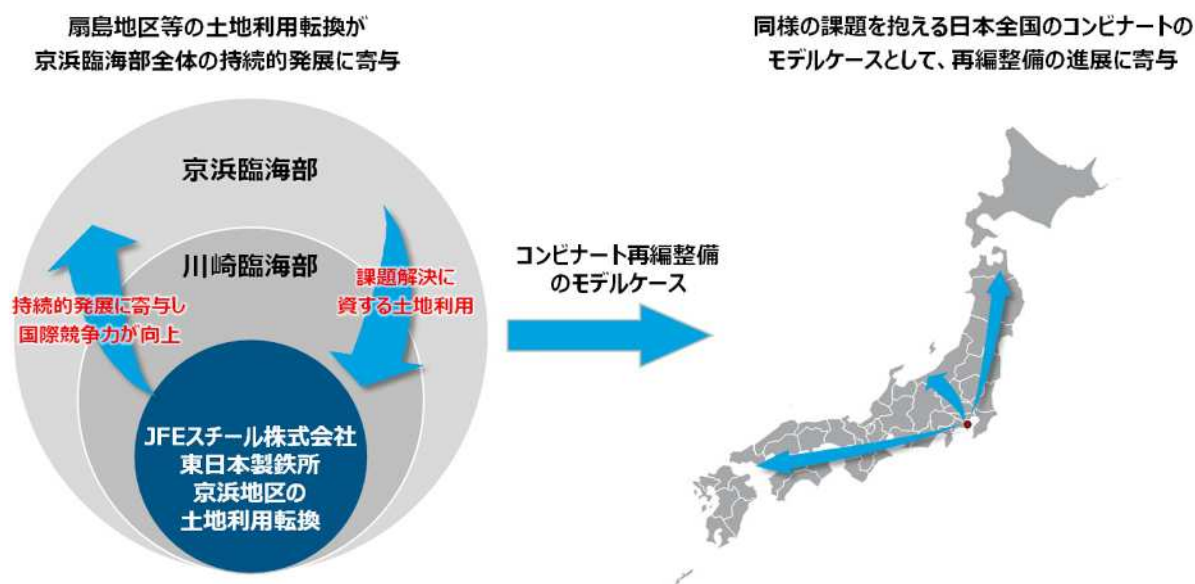 扇島地区等の土地利用転換が
京浜臨海部全体の持続的発展に寄与
同様の課題を抱える日本全国のコンビナートの
モデルケースとして、再編整備の進展に寄与
京浜臨海部
川崎臨海部
持続的発展に寄与し
国際競争力が向上
課題解決に
資する土地利用
JFEスチール株式会社
東日本製鉄所
京浜地区の
土地利用転換
コンビナート再編整備
のモデルケース